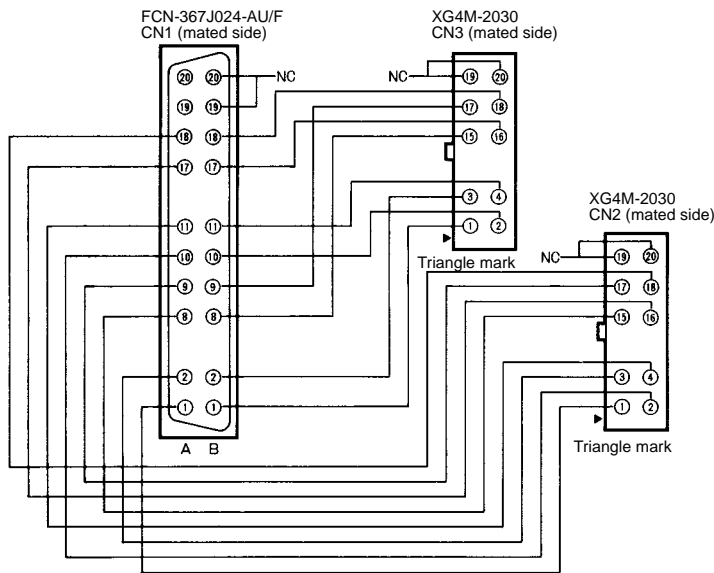 FCN-367J024-AU/F
CN1 (mated side)
XG4M-2030
CN3 (mated side)
20 20 NC
19 19
18 18
17 17
11 11
10 10
9 9
8 8
2 2
1 1
A B
NC 19 20
17 18
15 16
3 4
1 2
Triangle mark
XG4M-2030
CN2 (mated side)
NC 19 20
17 18
15 16
3 4
1 2
Triangle mark